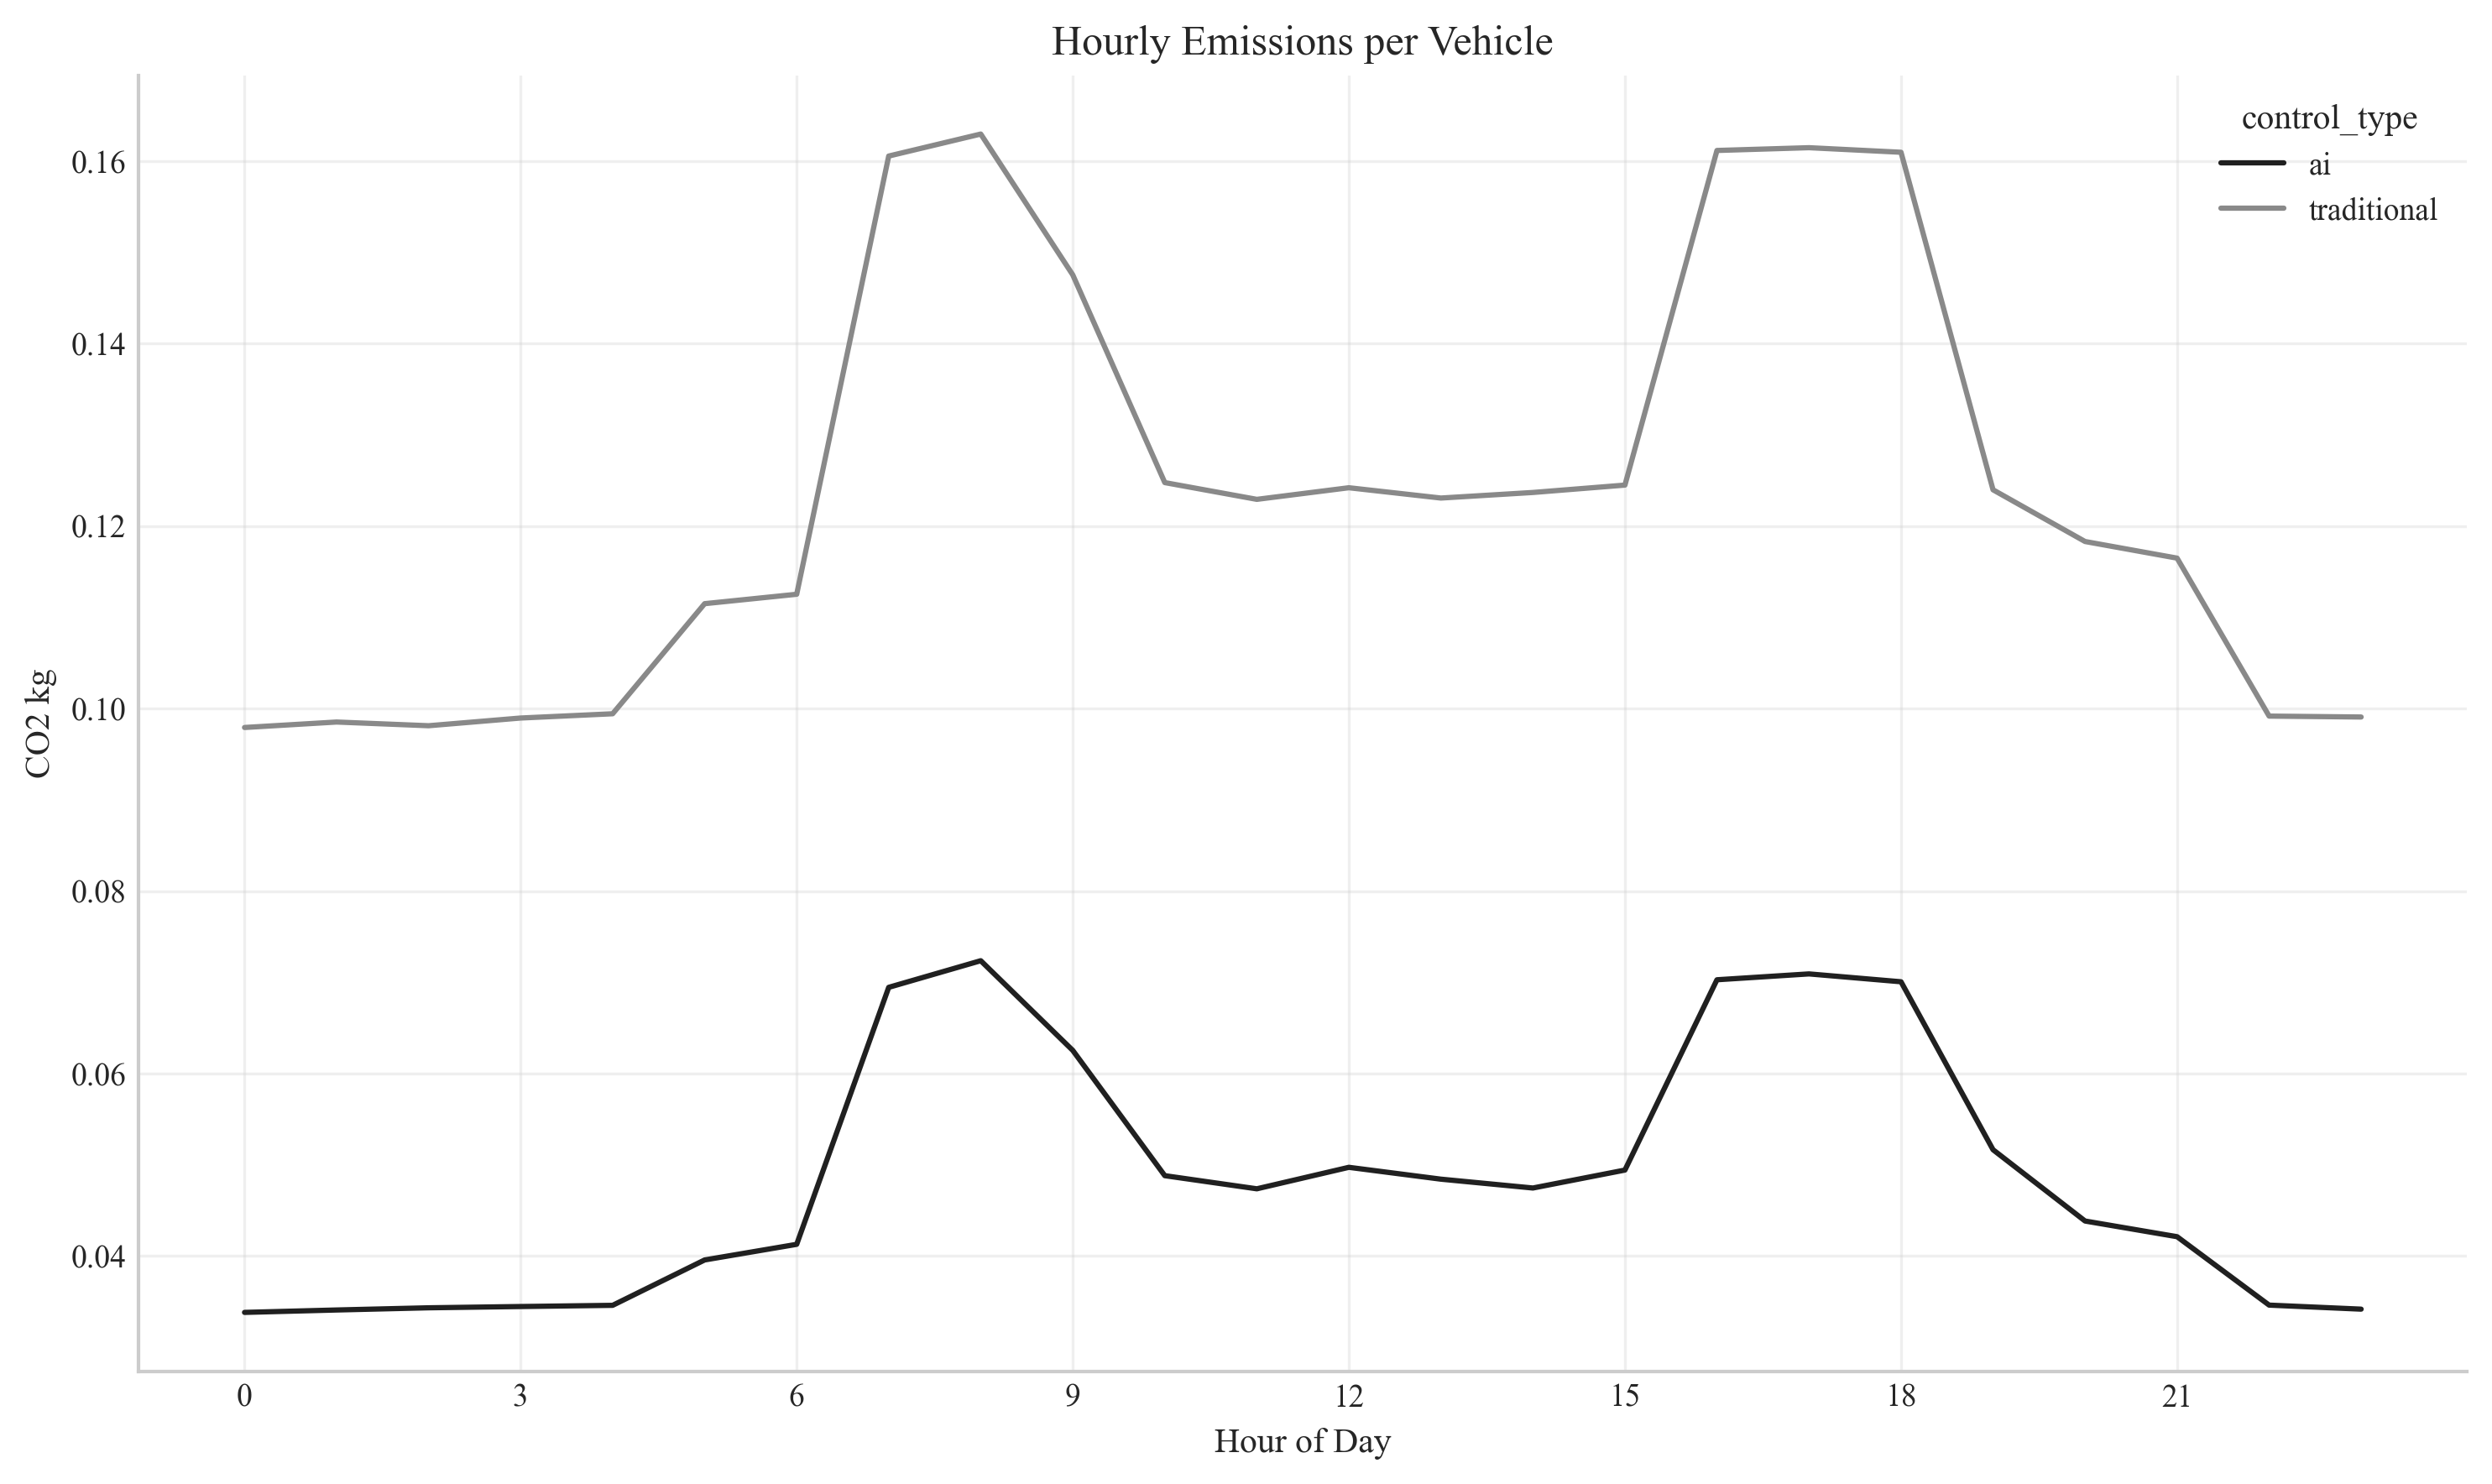 Hourly Emissions per Vehicle
control_type
ai
traditional
0.16
0.14
0.12
0.10
0.08
0.06
0.04
CO2 kg
0 3 6 9 12 15 18 21
Hour of Day